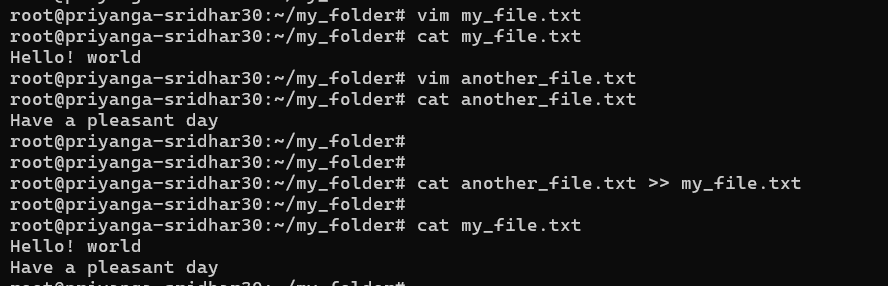 root@priyanga-sridhar30:~/my_folder# vim my_file.txt
root@priyanga-sridhar30:~/my_folder# cat my_file.txt
Hello! world
root@priyanga-sridhar30:~/my_folder# vim another_file.txt
root@priyanga-sridhar30:~/my_folder# cat another_file.txt
Have a pleasant day
root@priyanga-sridhar30:~/my_folder#
root@priyanga-sridhar30:~/my_folder#
root@priyanga-sridhar30:~/my_folder# cat another_file.txt >> my_file.txt
root@priyanga-sridhar30:~/my_folder#
root@priyanga-sridhar30:~/my_folder# cat my_file.txt
Hello! world
Have a pleasant day